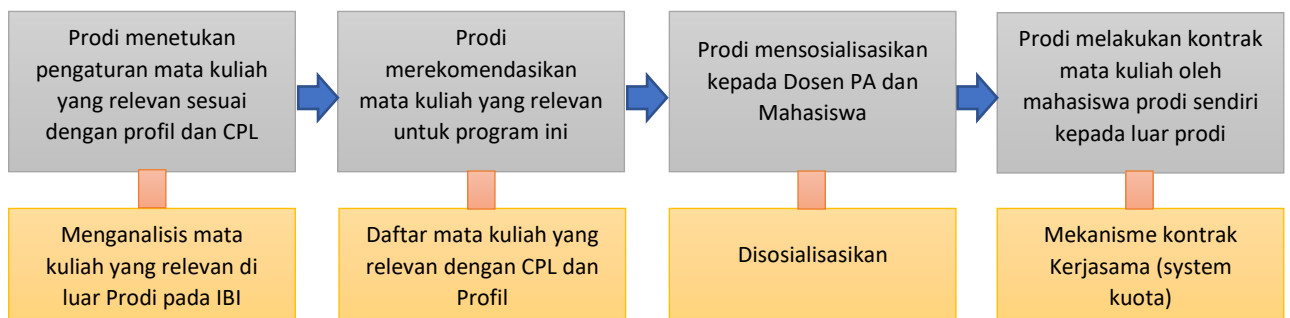 Prodi menetukan
pengaturan mata kuliah
yang relevan sesuai
dengan profil dan CPL
Prodi
merekomendasikan
mata kuliah yang relevan
untuk program ini
Prodi mensosialisasikan
kepada Dosen PA dan
Mahasiswa
Prodi melakukan kontrak
mata kuliah oleh
mahasiswa prodi sendiri
kepada luar prodi
Menganalisis mata
kuliah yang relevan di
luar Prodi pada IBI
Daftar mata kuliah yang
relevan dengan CPL dan
Profil
Disosialisasikan
Mekanisme kontrak
Kerjasama (system
kuota)